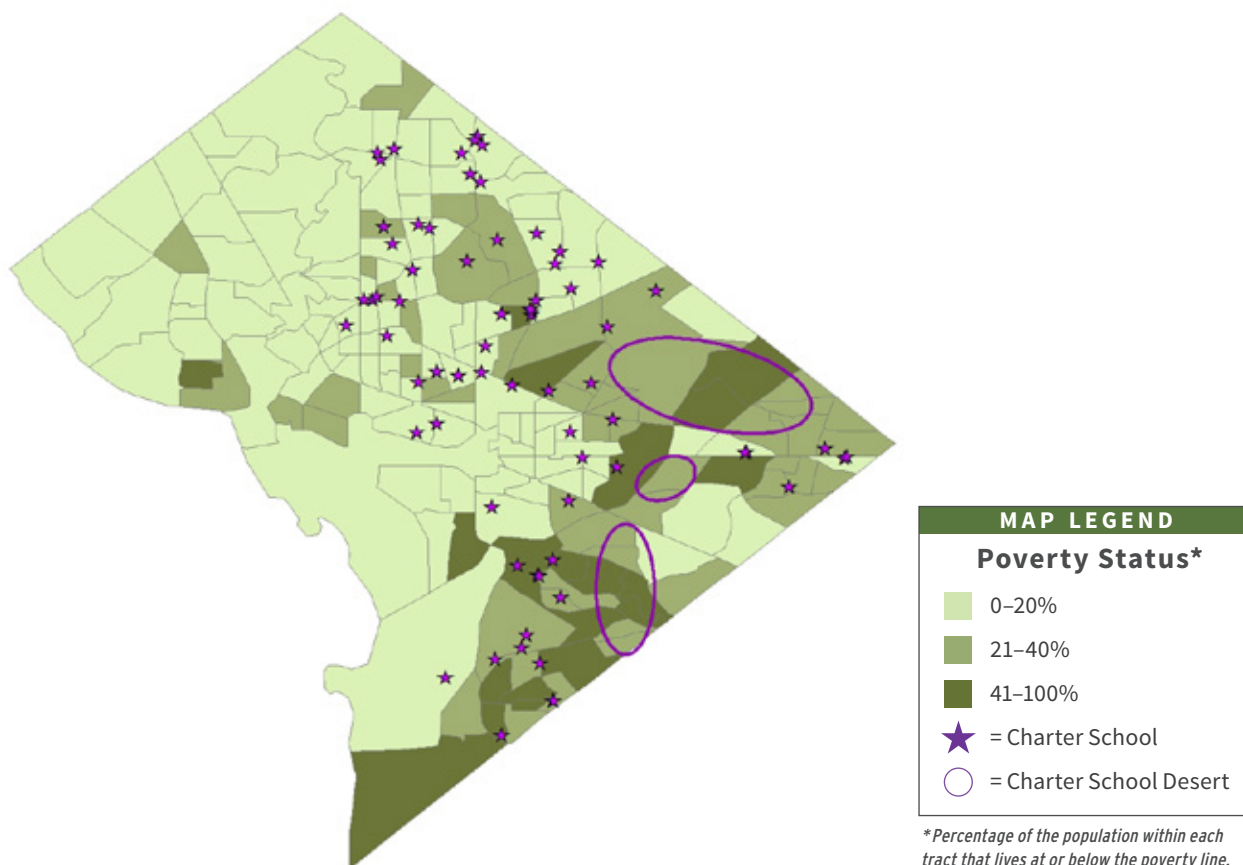 MAP LEGEND
Poverty Status*
0–20%
21–40%
41–100%
= Charter School
= Charter School Desert
*Percentage of the population within each
tract that lives at or below the poverty line.